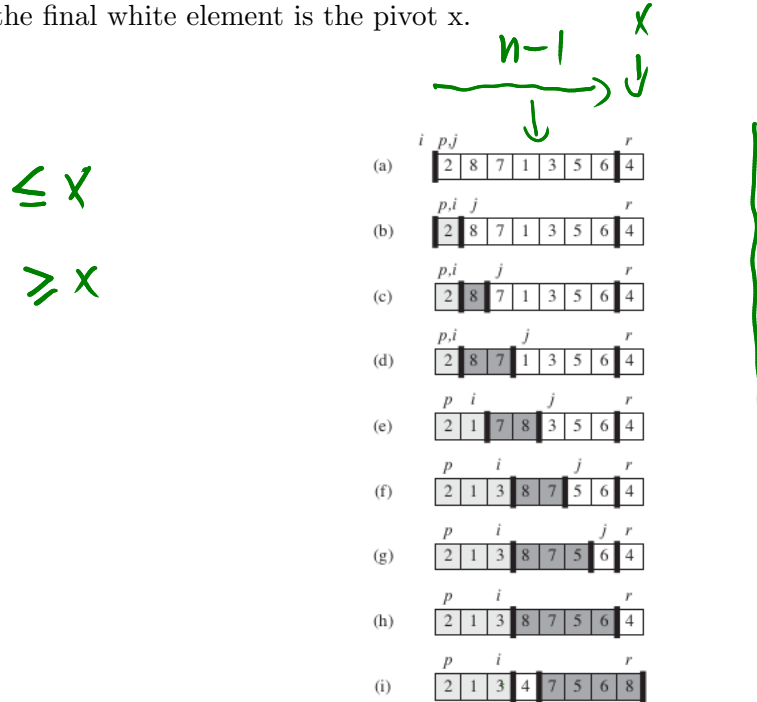 the final white element is the pivot x.
n-1 x
≤ x
≥ x
i p,j r
(a) 2 8 7 1 3 5 6 4
p,i j r
(b) 2 8 7 1 3 5 6 4
p,i j r
(c) 2 8 7 1 3 5 6 4
p,i j r
(d) 2 8 7 1 3 5 6 4
p i j r
(e) 2 1 7 8 3 5 6 4
p i j r
(f) 2 1 3 8 7 5 6 4
p i j r
(g) 2 1 3 8 7 5 6 4
p i r
(h) 2 1 3 8 7 5 6 4
p i r
(i) 2 1 3 4 7 5 6 8